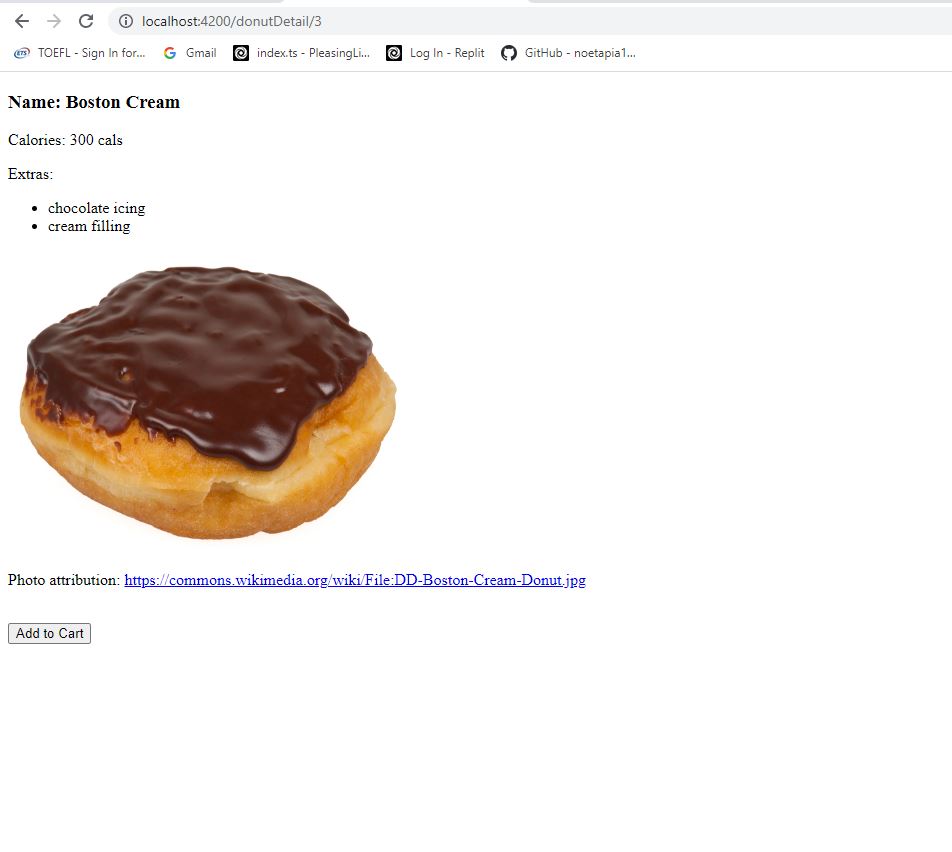 localhost:4200/donutDetail/3
ETS TOEFL - Sign In for... Gmail index.ts - PleasingLi... Log In - Replit GitHub - noetapia1...
Name: Boston Cream
Calories: 300 cals
Extras:
chocolate icing
cream filling
Photo attribution: https://commons.wikimedia.org/wiki/File:DD-Boston-Cream-Donut.jpg
Add to Cart